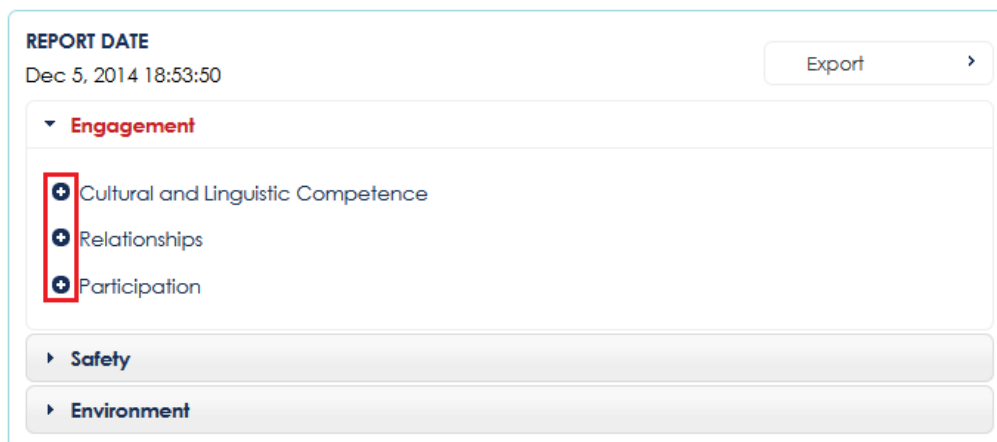 REPORT DATE
Dec 5, 2014 18:53:50
Export
Engagement
Cultural and Linguistic Competence
Relationships
Participation
Safety
Environment